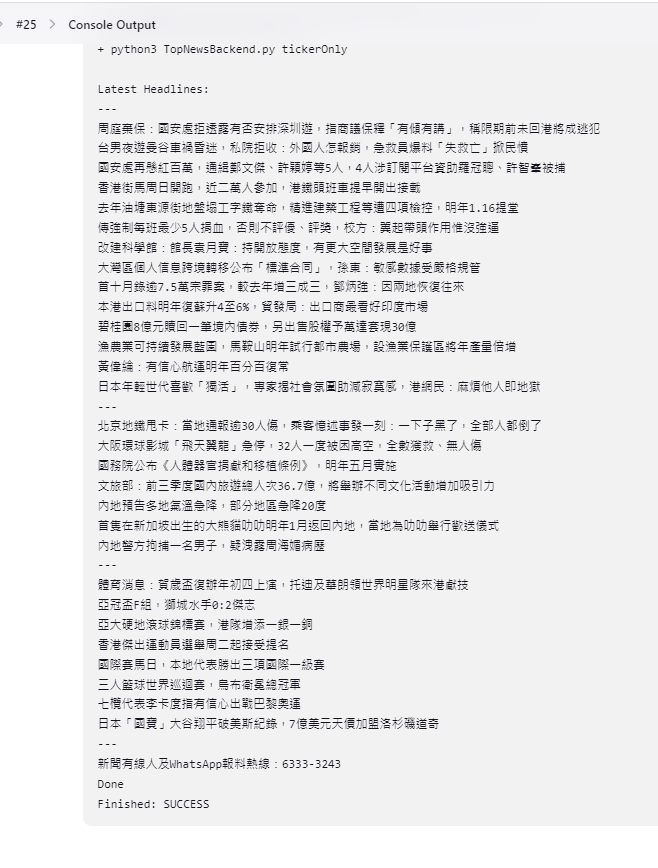 #25 > Console Output
+ python3 TopNewsBackend.py tickerOnly
Latest Headlines:
---
周庭棄保：國安處拒透露有否安排深圳遊，指商議保釋「有傾有講」，稱限期前未回港將成逃犯
台男夜遊曼谷車禍昏迷，私院拒收：外國人怎報銷，急救員爆料「失救亡」掀民憤
國安處再懸紅百萬，通緝鄭文傑、許穎婷等5人，4人涉訂閱平台資助羅冠聰、許智峯被捕
香港街馬周日開跑，近二萬人參加，港鐵頭班車提早開出接載
去年油塘東源街地盤塌工字鐵奪命，精進建築工程等遭四項檢控，明年1.16提堂
傳強制每班最少5人捐血，否則不評優、評獎，校方：冀起帶頭作用惟沒強逼
改建科學館：館長袁月寶：持開放態度，有更大空間發展是好事
大灣區個人信息跨境轉移公布「標準合同」，孫東：敏感數據受嚴格規管
首十月錄逾7.5萬宗罪案，較去年增三成三，鄧炳強：因兩地恢復往來
本港出口料明年復蘇升4至6%，貿發局：出口商最看好印度市場
碧桂園8億元贖回一筆境內債券，另出售股權予萬達套現30億
漁農業可持續發展藍圖，馬鞍山明年試行都市農場，設漁業保護區將年產量倍增
黃偉綸：有信心航運明年百分百復常
日本年輕世代喜歡「獨活」，專家揭社會氛圍助減寂寞感，港網民：麻煩他人即地獄
---
北京地鐵甩卡：當地通報逾30人傷，乘客憶述事發一刻：一下子黑了，全部人都倒了
大阪環球影城「飛天翼龍」急停，32人一度被困高空，全數獲救、無人傷
國務院公布《人體器官捐獻和移植條例》，明年五月實施
文旅部：前三季度國內旅遊總人次36.7億，將舉辦不同文化活動增加吸引力
內地預告多地氣溫急降，部分地區急降20度
首隻在新加坡出生的大熊貓叻叻明年1月返回內地，當地為叻叻舉行歡送儀式
內地警方拘捕一名男子，疑洩露周海媚病歷
---
體育消息：賀歲盃復辦年初四上演，托迪及華朗領世界明星隊來港獻技
亞冠盃F組，獅城水手0:2傑志
亞大硬地滾球錦標賽，港隊增添一銀一銅
香港傑出運動員選舉周二起接受提名
國際賽馬日，本地代表勝出三項國際一級賽
三人籃球世界巡迴賽，烏布衛冕總冠軍
七欖代表李卡度指有信心出戰巴黎奧運
日本「國寶」大谷翔平破美斯紀錄，7億美元天價加盟洛杉磯道奇
---
新聞有線人及WhatsApp報料熱線：6333-3243
Done
Finished: SUCCESS